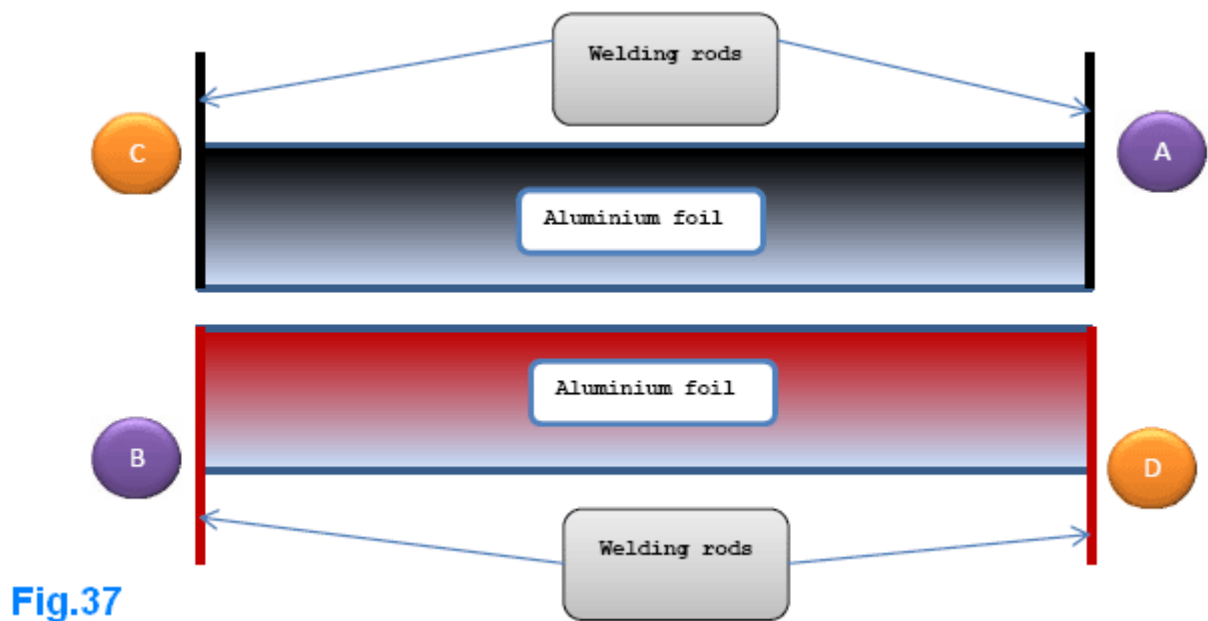 Welding rods
C
A
Aluminium foil
Aluminium foil
B
D
Welding rods
Fig.37